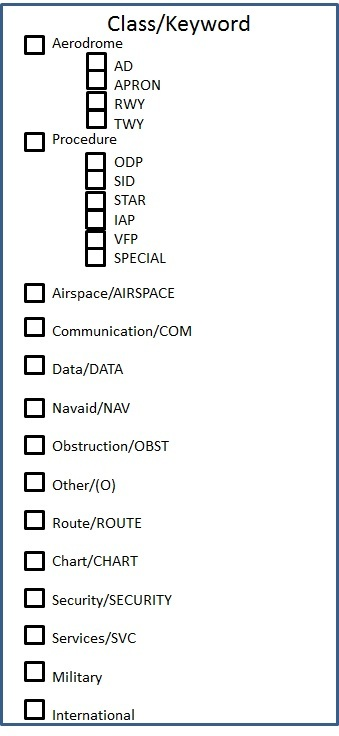 Class/Keyword
Aerodrome
AD
APRON
RWY
TWY
Procedure
ODP
SID
STAR
IAP
VFP
SPECIAL
Airspace/AIRSPACE
Communication/COM
Data/DATA
Navaid/NAV
Obstruction/OBST
Other/(O)
Route/ROUTE
Chart/CHART
Security/SECURITY
Services/SVC
Military
International